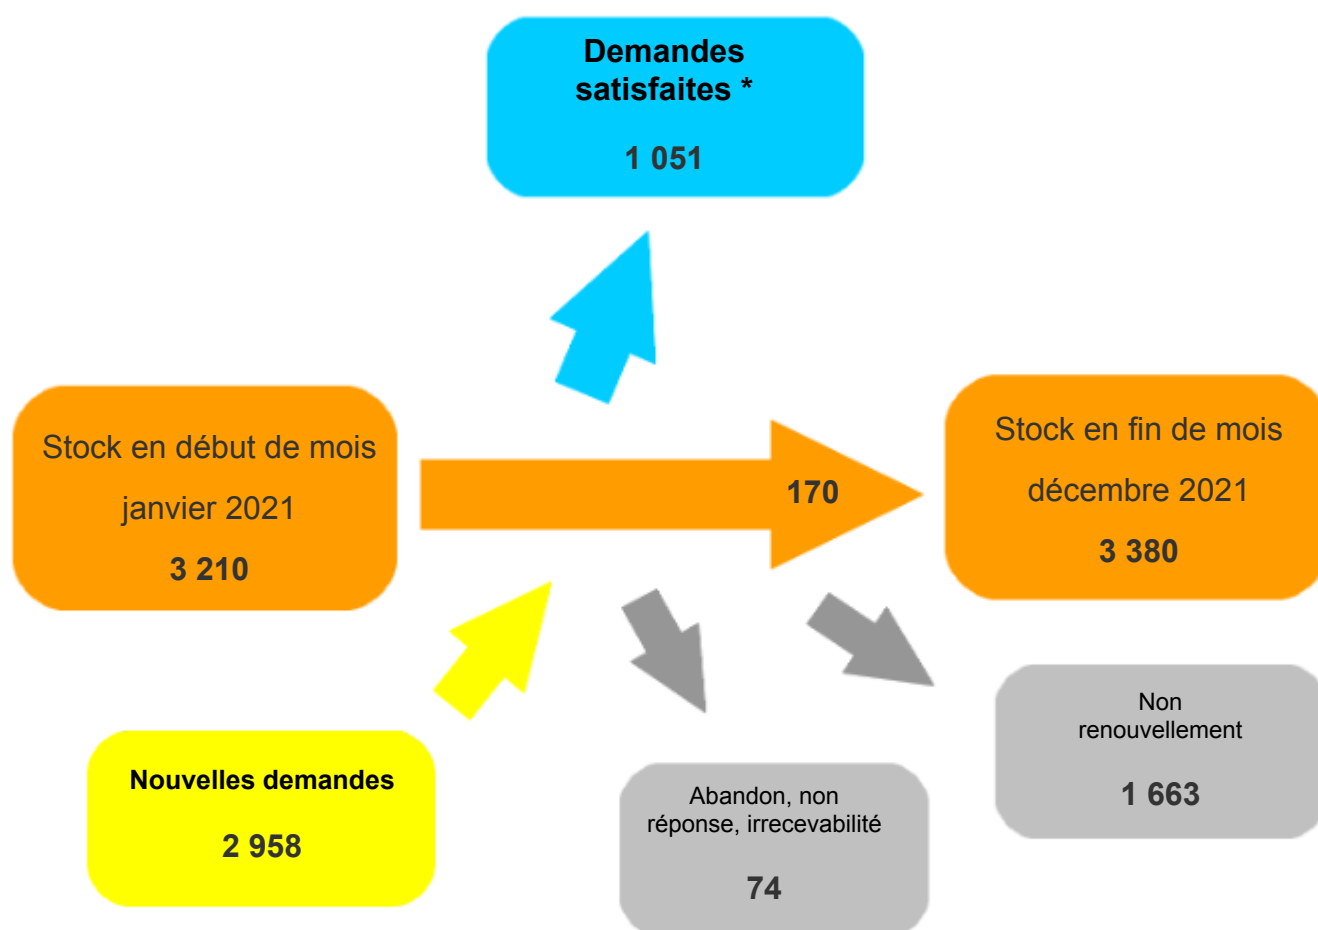 Demandes
satisfaites *
1 051
Stock en début de mois
janvier 2021
3 210
170
Stock en fin de mois
décembre 2021
3 380
Nouvelles demandes
2 958
Abandon, non
réponse, irrecevabilité
74
Non
renouvellement
1 663